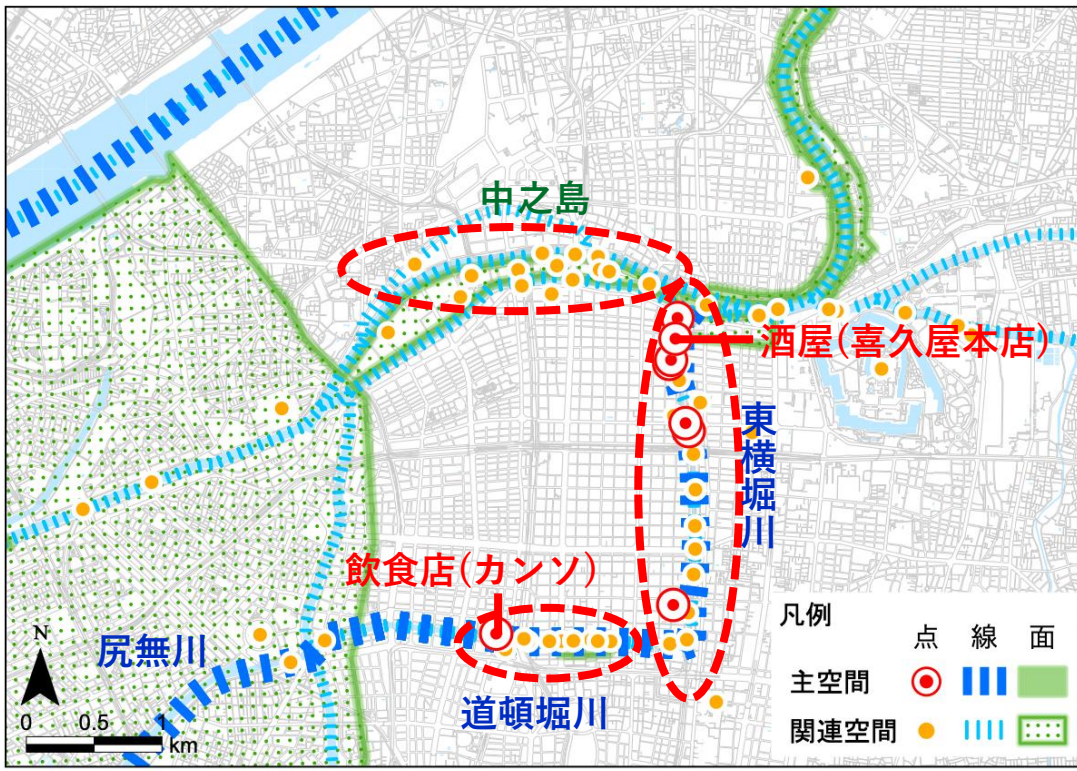 中之島
酒屋(喜久屋本店)
東横堀川
飲食店(カンソ)
尻無川
道頓堀川
N
0 0.5 1
km
凡例
点 線 面
主空間
関連空間